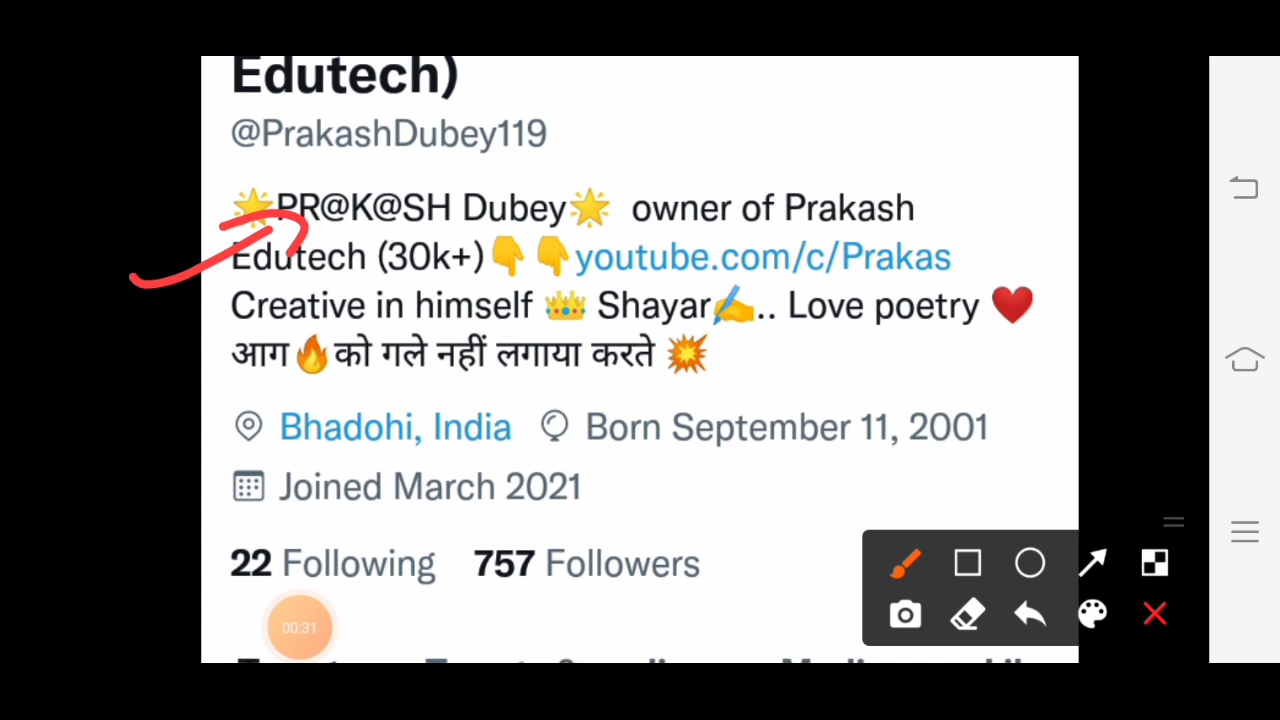 Edutech)
@PrakashDubey119
🌟PR@K@SH Dubey🌟 owner of Prakash
Edutech (30k+)👇👇youtube.com/c/Prakas
Creative in himself 👑 Shayar✍️.. Love poetry ❤️
आग🔥को गले नहीं लगाया करते 💥
Bhadohi, India Born September 11, 2001
Joined March 2021
22 Following 757 Followers
00:31